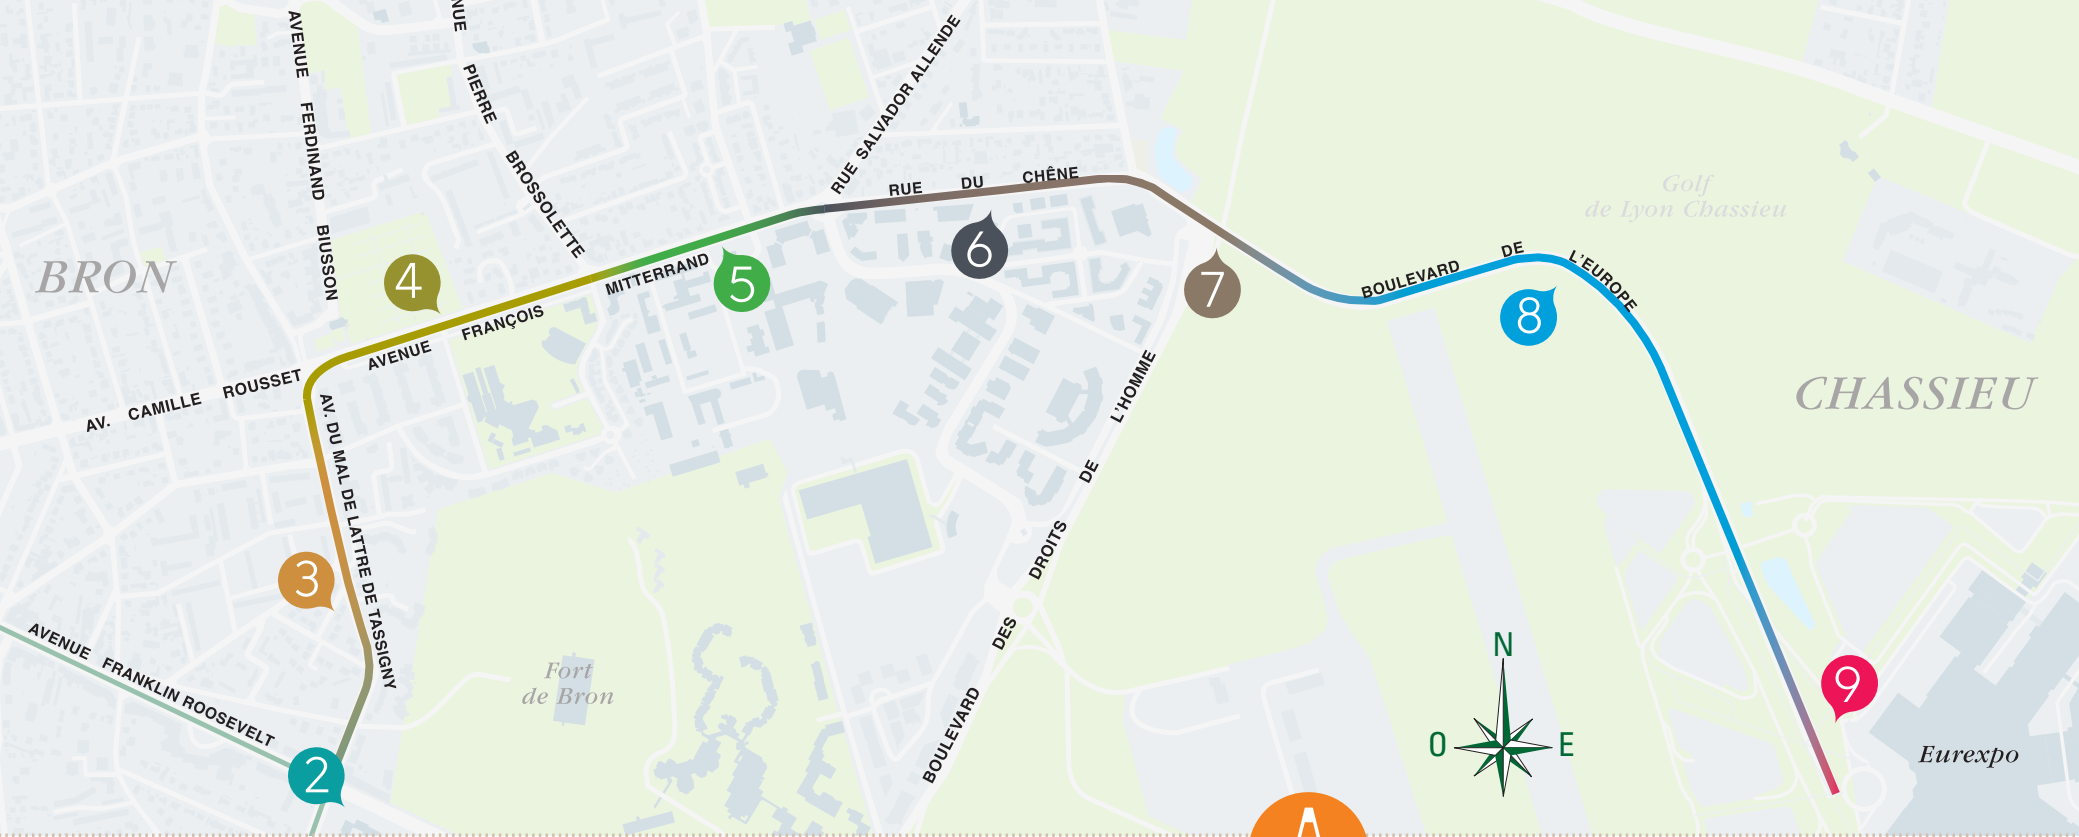 AVENUE FERDINAND BUISSON
NUE PIERRE BROSSOLETTE
RUE SALVADOR ALLENDE
RUE DU CHÊNE
Golf
de Lyon Chassieu
BRON
4
5
6
7
BOULEVARD DE L'EUROPE
8
AVENUE FRANÇOIS MITTERRAND
AV. CAMILLE ROUSSET
CHASSIEU
AV. DU MAL DE LATTRE DE TASSIGNY
BOULEVARD DES DROITS DE L'HOMME
3
AVENUE FRANKLIN ROOSEVELT
Fort
de Bron
N
O E
9
Eurexpo
2
A